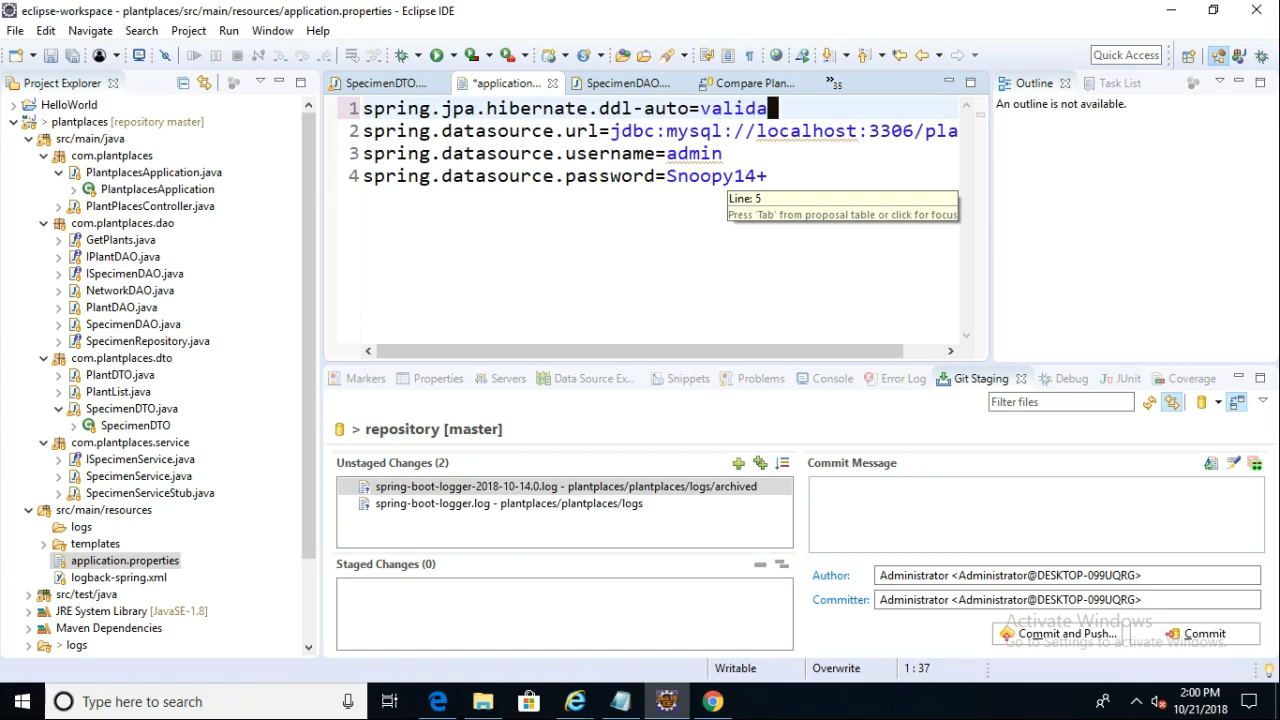 eclipse-workspace - plantplaces/src/main/resources/application.properties - Eclipse IDE
File Edit Navigate Search Project Run Window Help
Quick Access
Project Explorer
HelloWorld
> plantplaces [repository master]
src/main/java
com.plantplaces
PlantplacesApplication.java
PlantplacesApplication
PlantPlacesController.java
com.plantplaces.dao
GetPlants.java
IPlantDAO.java
ISpecimenDAO.java
NetworkDAO.java
PlantDAO.java
SpecimenDAO.java
SpecimenRepository.java
com.plantplaces.dto
PlantDTO.java
PlantList.java
SpecimenDTO.java
SpecimenDTO
com.plantplaces.service
ISpecimenService.java
SpecimenService.java
SpecimenServiceStub.java
src/main/resources
logs
templates
application.properties
logback-spring.xml
src/test/java
JRE System Library [JavaSE-1.8]
Maven Dependencies
> logs
SpecimenDTO.... *application.... SpecimenDAO.... Compare Plan... »35
1 spring.jpa.hibernate.ddl-auto=valida
2 spring.datasource.url=jdbc:mysql://localhost:3306/pla
3 spring.datasource.username=admin
4 spring.datasource.password=Snoopy14+
Line: 5
Press 'Tab' from proposal table or click for focus
Outline Task List
An outline is not available.
Markers Properties Servers Data Source Ex... Snippets Problems Console Error Log Git Staging Debug JUnit Coverage
Filter files
> repository [master]
Unstaged Changes (2)
spring-boot-logger-2018-10-14.0.log - plantplaces/plantplaces/logs/archived
spring-boot-logger.log - plantplaces/plantplaces/logs
Staged Changes (0)
Commit Message
Author: Administrator <Administrator@DESKTOP-099UQRG>
Committer: Administrator <Administrator@DESKTOP-099UQRG>
Activate Windows
Go to Settings to activate Windows.
Commit and Push... Commit
Writable Overwrite 1 : 37
Type here to search
2:00 PM
10/21/2018